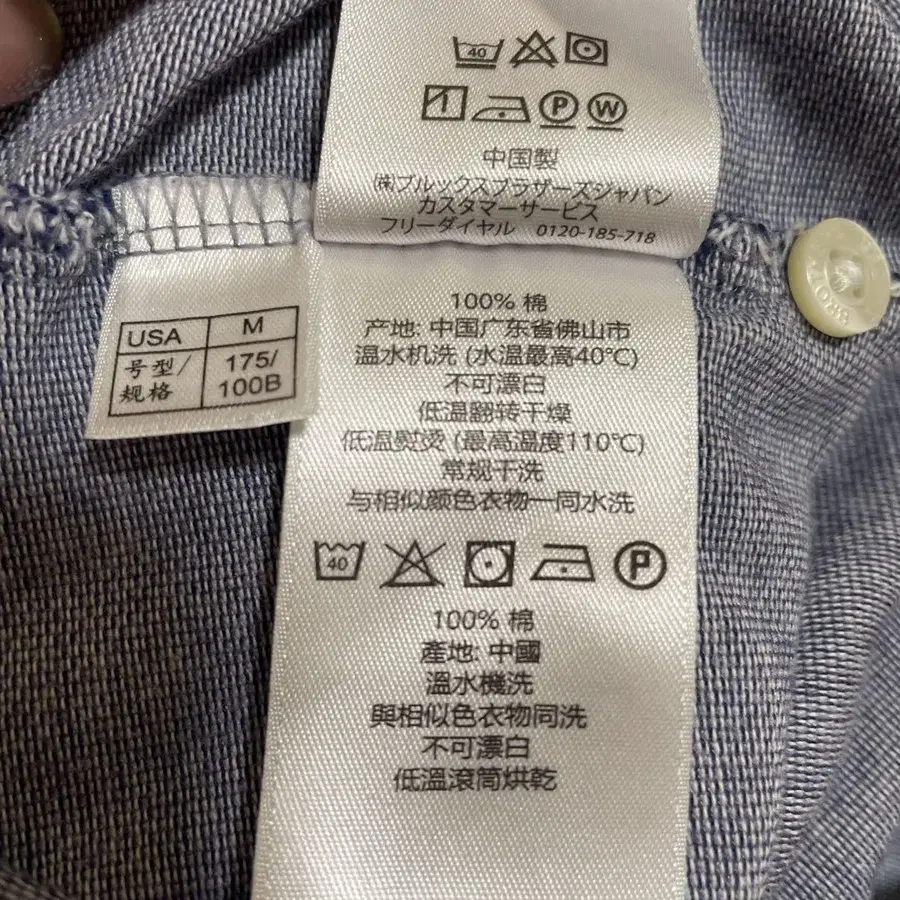 40
P W
中国製
㈱ブルックスブラザーズジャパン
カスタマーサービス
フリーダイヤル 0120-185-718
USA M
号型/规格 175/100B
100% 棉
产地: 中国广东省佛山市
温水机洗 (水温最高40℃)
不可漂白
低温翻转干燥
低温熨烫 (最高温度110℃)
常规干洗
与相似颜色衣物一同水洗
40 P
100% 棉
產地: 中國
溫水機洗
與相似色衣物同洗
不可漂白
低溫滾筒烘乾